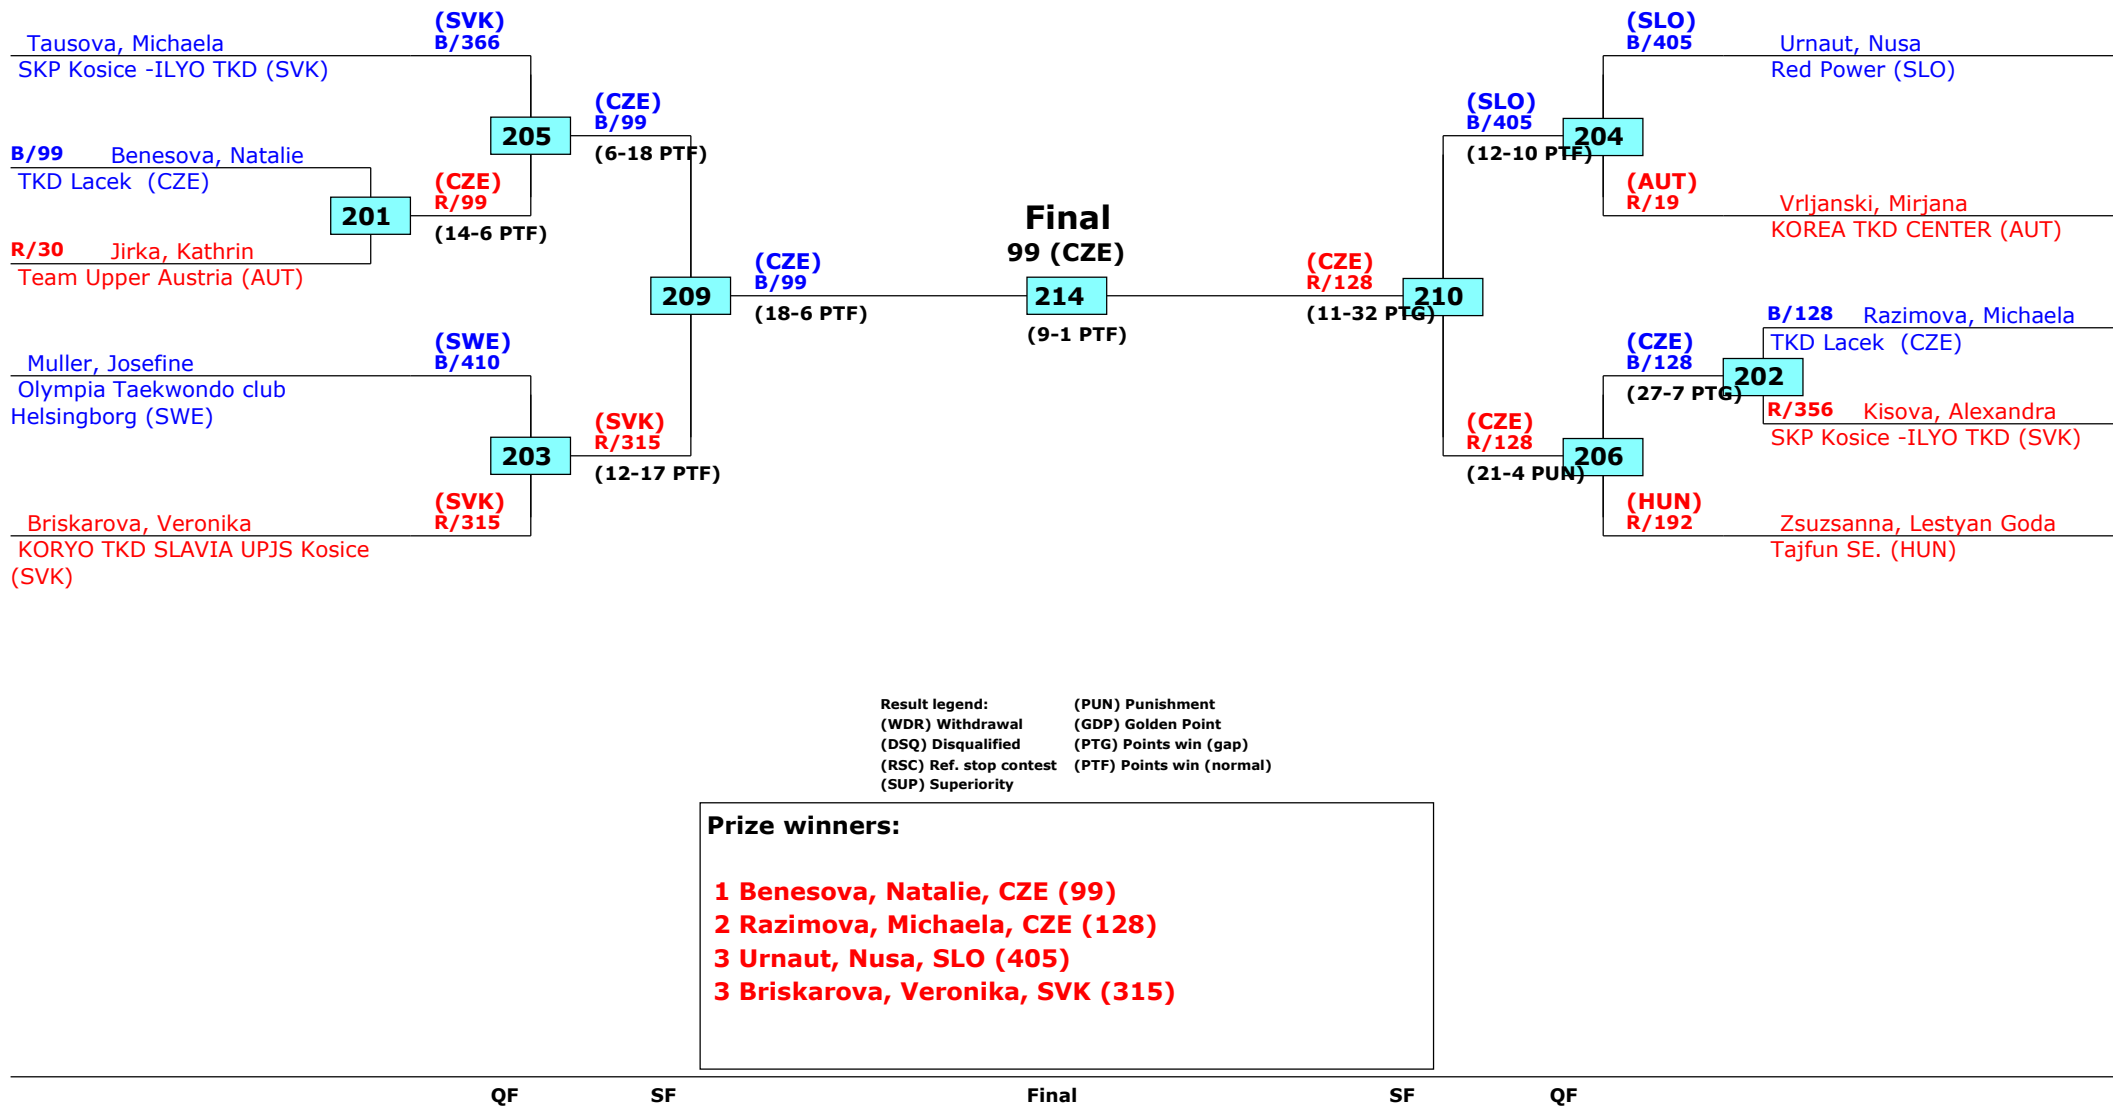 (SVK)
B/366
Tausova, Michaela
SKP Kosice -ILYO TKD (SVK)
205
(CZE)
B/99
(6-18 PTF)
B/99 Benesova, Natalie
TKD Lacek (CZE)
201
(CZE)
R/99
(14-6 PTF)
R/30 Jirka, Kathrin
Team Upper Austria (AUT)
209
(CZE)
B/99
(18-6 PTF)
(SWE)
B/410
Muller, Josefine
Olympia Taekwondo club
Helsingborg (SWE)
203
(SVK)
R/315
(12-17 PTF)
(SVK)
R/315
Briskarova, Veronika
KORYO TKD SLAVIA UPJS Kosice
(SVK)
Final
99 (CZE)
214
(9-1 PTF)
(SLO)
B/405
Urnaut, Nusa
Red Power (SLO)
(SLO)
B/405
204
(12-10 PTF)
(AUT)
R/19
Vrljanski, Mirjana
KOREA TKD CENTER (AUT)
(CZE)
R/128
210
(11-32 PTG)
B/128 Razimova, Michaela
TKD Lacek (CZE)
(CZE)
B/128
202
(27-7 PTG)
R/356 Kisova, Alexandra
SKP Kosice -ILYO TKD (SVK)
(CZE)
R/128
206
(21-4 PUN)
(HUN)
R/192
Zsuzsanna, Lestyan Goda
Tajfun SE. (HUN)
Result legend: (PUN) Punishment
(WDR) Withdrawal (GDP) Golden Point
(DSQ) Disqualified (PTG) Points win (gap)
(RSC) Ref. stop contest (PTF) Points win (normal)
(SUP) Superiority
Prize winners:
1 Benesova, Natalie, CZE (99)
2 Razimova, Michaela, CZE (128)
3 Urnaut, Nusa, SLO (405)
3 Briskarova, Veronika, SVK (315)
QF SF Final SF QF